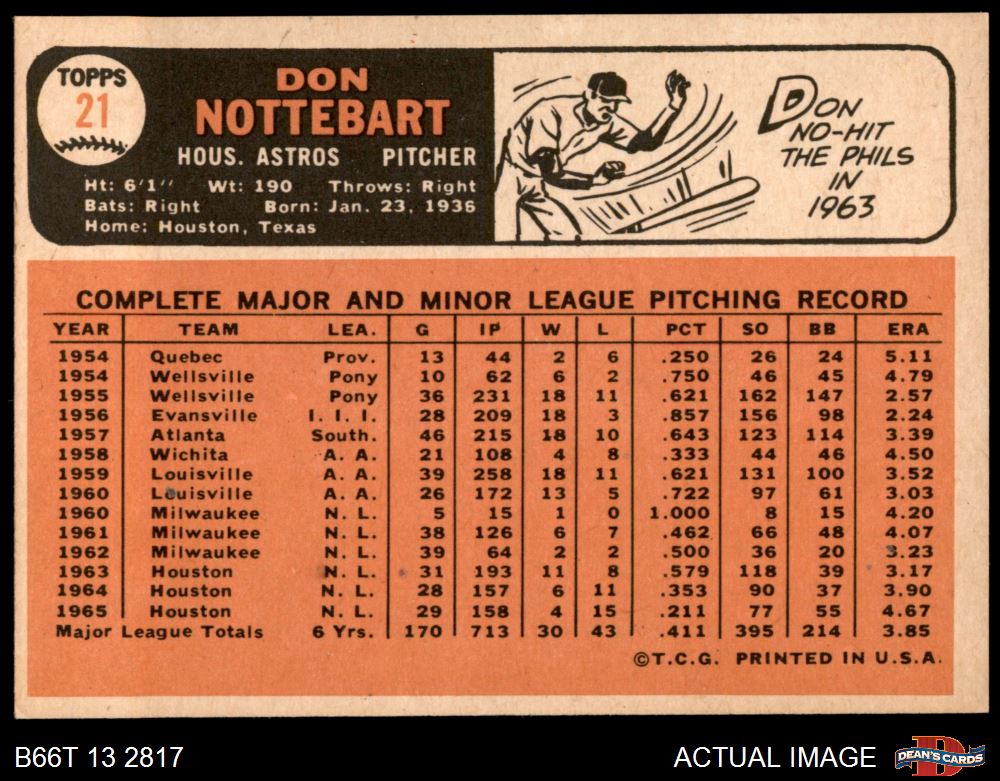 TOPPS
21
DON
NOTTEBART
HOUS. ASTROS PITCHER
Ht: 6'1" Wt: 190 Throws: Right
Bats: Right Born: Jan. 23, 1936
Home: Houston, Texas
DON
NO-HIT
THE PHILS
IN
1963
COMPLETE MAJOR AND MINOR LEAGUE PITCHING RECORD
YEAR TEAM LEA. G IP W L PCT SO BB ERA
1954 Quebec Prov. 13 44 2 6 .250 26 24 5.11
1954 Wellsville Pony 10 62 6 2 .750 46 45 4.79
1955 Wellsville Pony 36 231 18 11 .621 162 147 2.57
1956 Evansville I. I. I. 28 209 18 3 .857 156 98 2.24
1957 Atlanta South. 46 215 18 10 .643 123 114 3.39
1958 Wichita A. A. 21 108 4 8 .333 44 46 4.50
1959 Louisville A. A. 39 258 18 11 .621 131 100 3.52
1960 Louisville A. A. 26 172 13 5 .722 97 61 3.03
1960 Milwaukee N. L. 5 15 1 0 1.000 8 15 4.20
1961 Milwaukee N. L. 38 126 6 7 .462 66 48 4.07
1962 Milwaukee N. L. 39 64 2 2 .500 36 20 3.23
1963 Houston N. L. 31 193 11 8 .579 118 39 3.17
1964 Houston N. L. 28 157 6 11 .353 90 37 3.90
1965 Houston N. L. 29 158 4 15 .211 77 55 4.67
Major League Totals 6 Yrs. 170 713 30 43 .411 395 214 3.85
©T.C.G. PRINTED IN U.S.A.
B66T 13 2817 ACTUAL IMAGE
DEAN'S CARDS